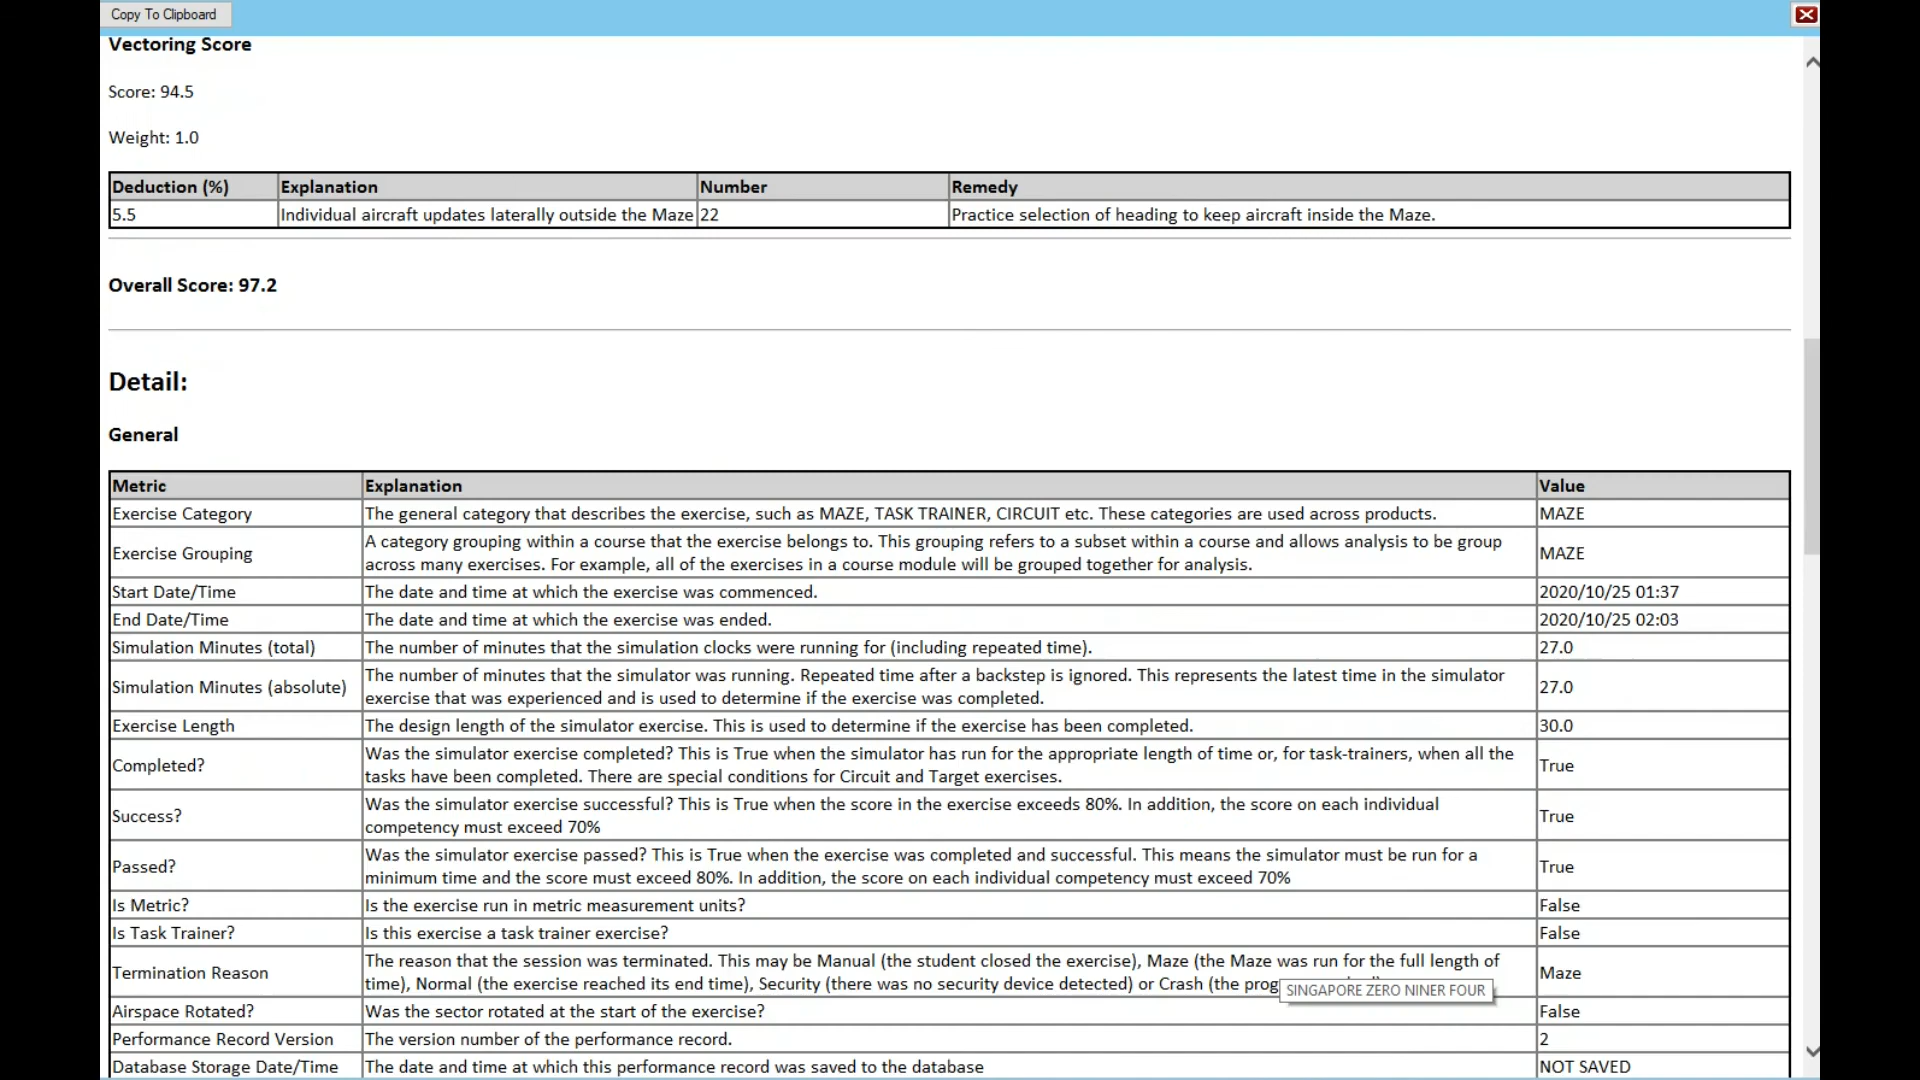 Copy To Clipboard
Vectoring Score
Score: 94.5
Weight: 1.0
Deduction (%) Explanation Number Remedy
5.5 Individual aircraft updates laterally outside the Maze 22 Practice selection of heading to keep aircraft inside the Maze.
Overall Score: 97.2
Detail:
General
Metric Explanation Value
Exercise Category The general category that describes the exercise, such as MAZE, TASK TRAINER, CIRCUIT etc. These categories are used across products. MAZE
Exercise Grouping A category grouping within a course that the exercise belongs to. This grouping refers to a subset within a course and allows analysis to be group
across many exercises. For example, all of the exercises in a course module will be grouped together for analysis. MAZE
Start Date/Time The date and time at which the exercise was commenced. 2020/10/25 01:37
End Date/Time The date and time at which the exercise was ended. 2020/10/25 02:03
Simulation Minutes (total) The number of minutes that the simulation clocks were running for (including repeated time). 27.0
Simulation Minutes (absolute) The number of minutes that the simulator was running. Repeated time after a backstep is ignored. This represents the latest time in the simulator
exercise that was experienced and is used to determine if the exercise was completed. 27.0
Exercise Length The design length of the simulator exercise. This is used to determine if the exercise has been completed. 30.0
Completed? Was the simulator exercise completed? This is True when the simulator has run for the appropriate length of time or, for task-trainers, when all the
tasks have been completed. There are special conditions for Circuit and Target exercises. True
Success? Was the simulator exercise successful? This is True when the score in the exercise exceeds 80%. In addition, the score on each individual
competency must exceed 70% True
Passed? Was the simulator exercise passed? This is True when the exercise was completed and successful. This means the simulator must be run for a
minimum time and the score must exceed 80%. In addition, the score on each individual competency must exceed 70% True
Is Metric? Is the exercise run in metric measurement units? False
Is Task Trainer? Is this exercise a task trainer exercise? False
Termination Reason The reason that the session was terminated. This may be Manual (the student closed the exercise), Maze (the Maze was run for the full length of
time), Normal (the exercise reached its end time), Security (there was no security device detected) or Crash (the prog Maze
SINGAPORE ZERO NINER FOUR
Airspace Rotated? Was the sector rotated at the start of the exercise? False
Performance Record Version The version number of the performance record. 2
Database Storage Date/Time The date and time at which this performance record was saved to the database NOT SAVED